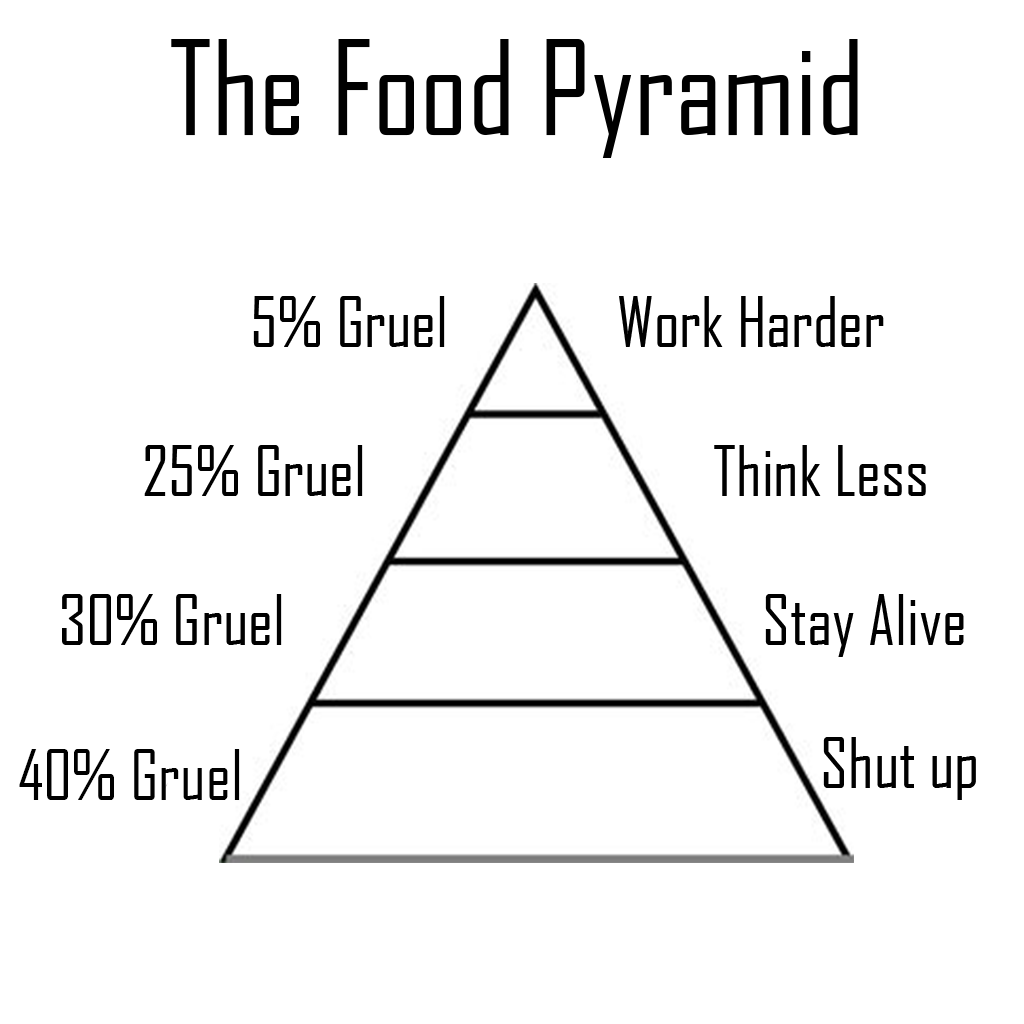 The Food Pyramid
5% Gruel Work Harder
25% Gruel Think Less
30% Gruel Stay Alive
40% Gruel Shut up